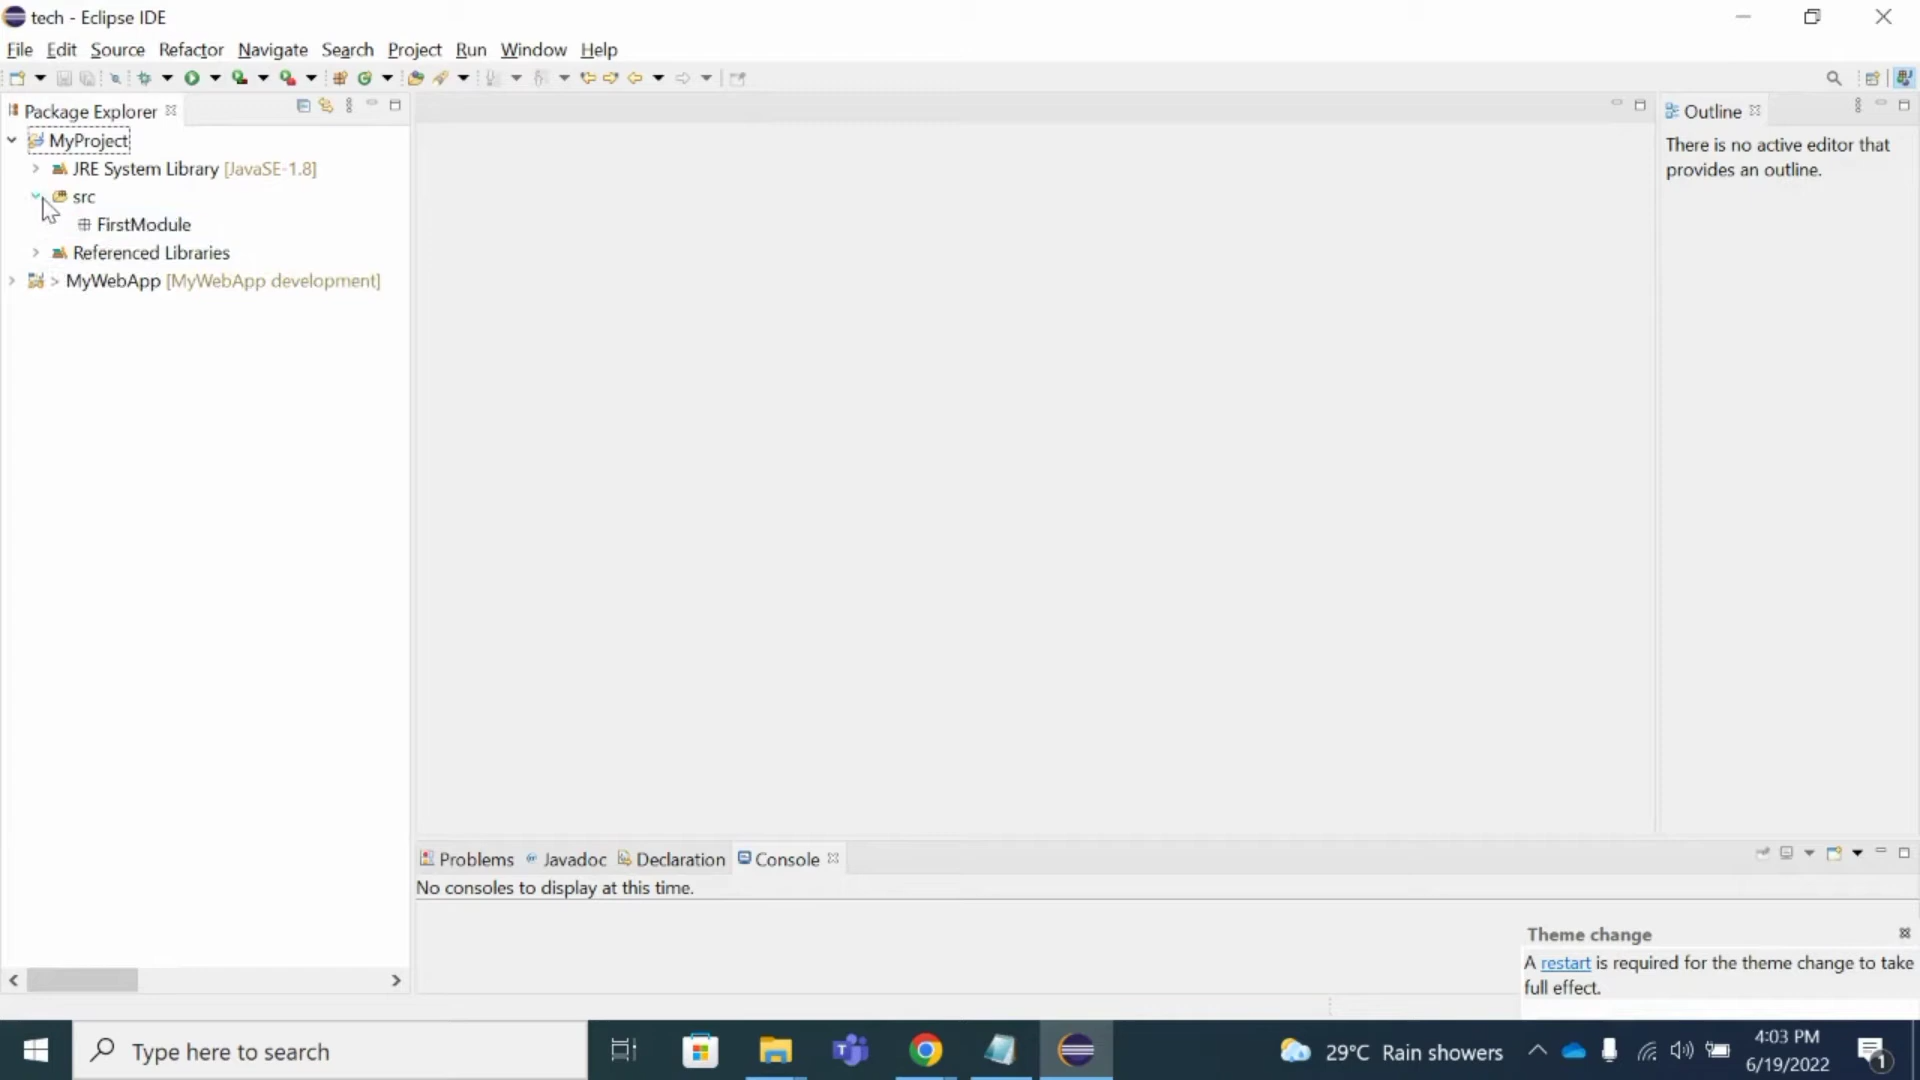 tech - Eclipse IDE
File Edit Source Refactor Navigate Search Project Run Window Help
Package Explorer
MyProject
JRE System Library [JavaSE-1.8]
src
FirstModule
Referenced Libraries
> MyWebApp [MyWebApp development]
Outline
There is no active editor that
provides an outline.
Problems Javadoc Declaration Console
No consoles to display at this time.
Theme change
A restart is required for the theme change to take
full effect.
Type here to search
29°C Rain showers
4:03 PM
6/19/2022
1